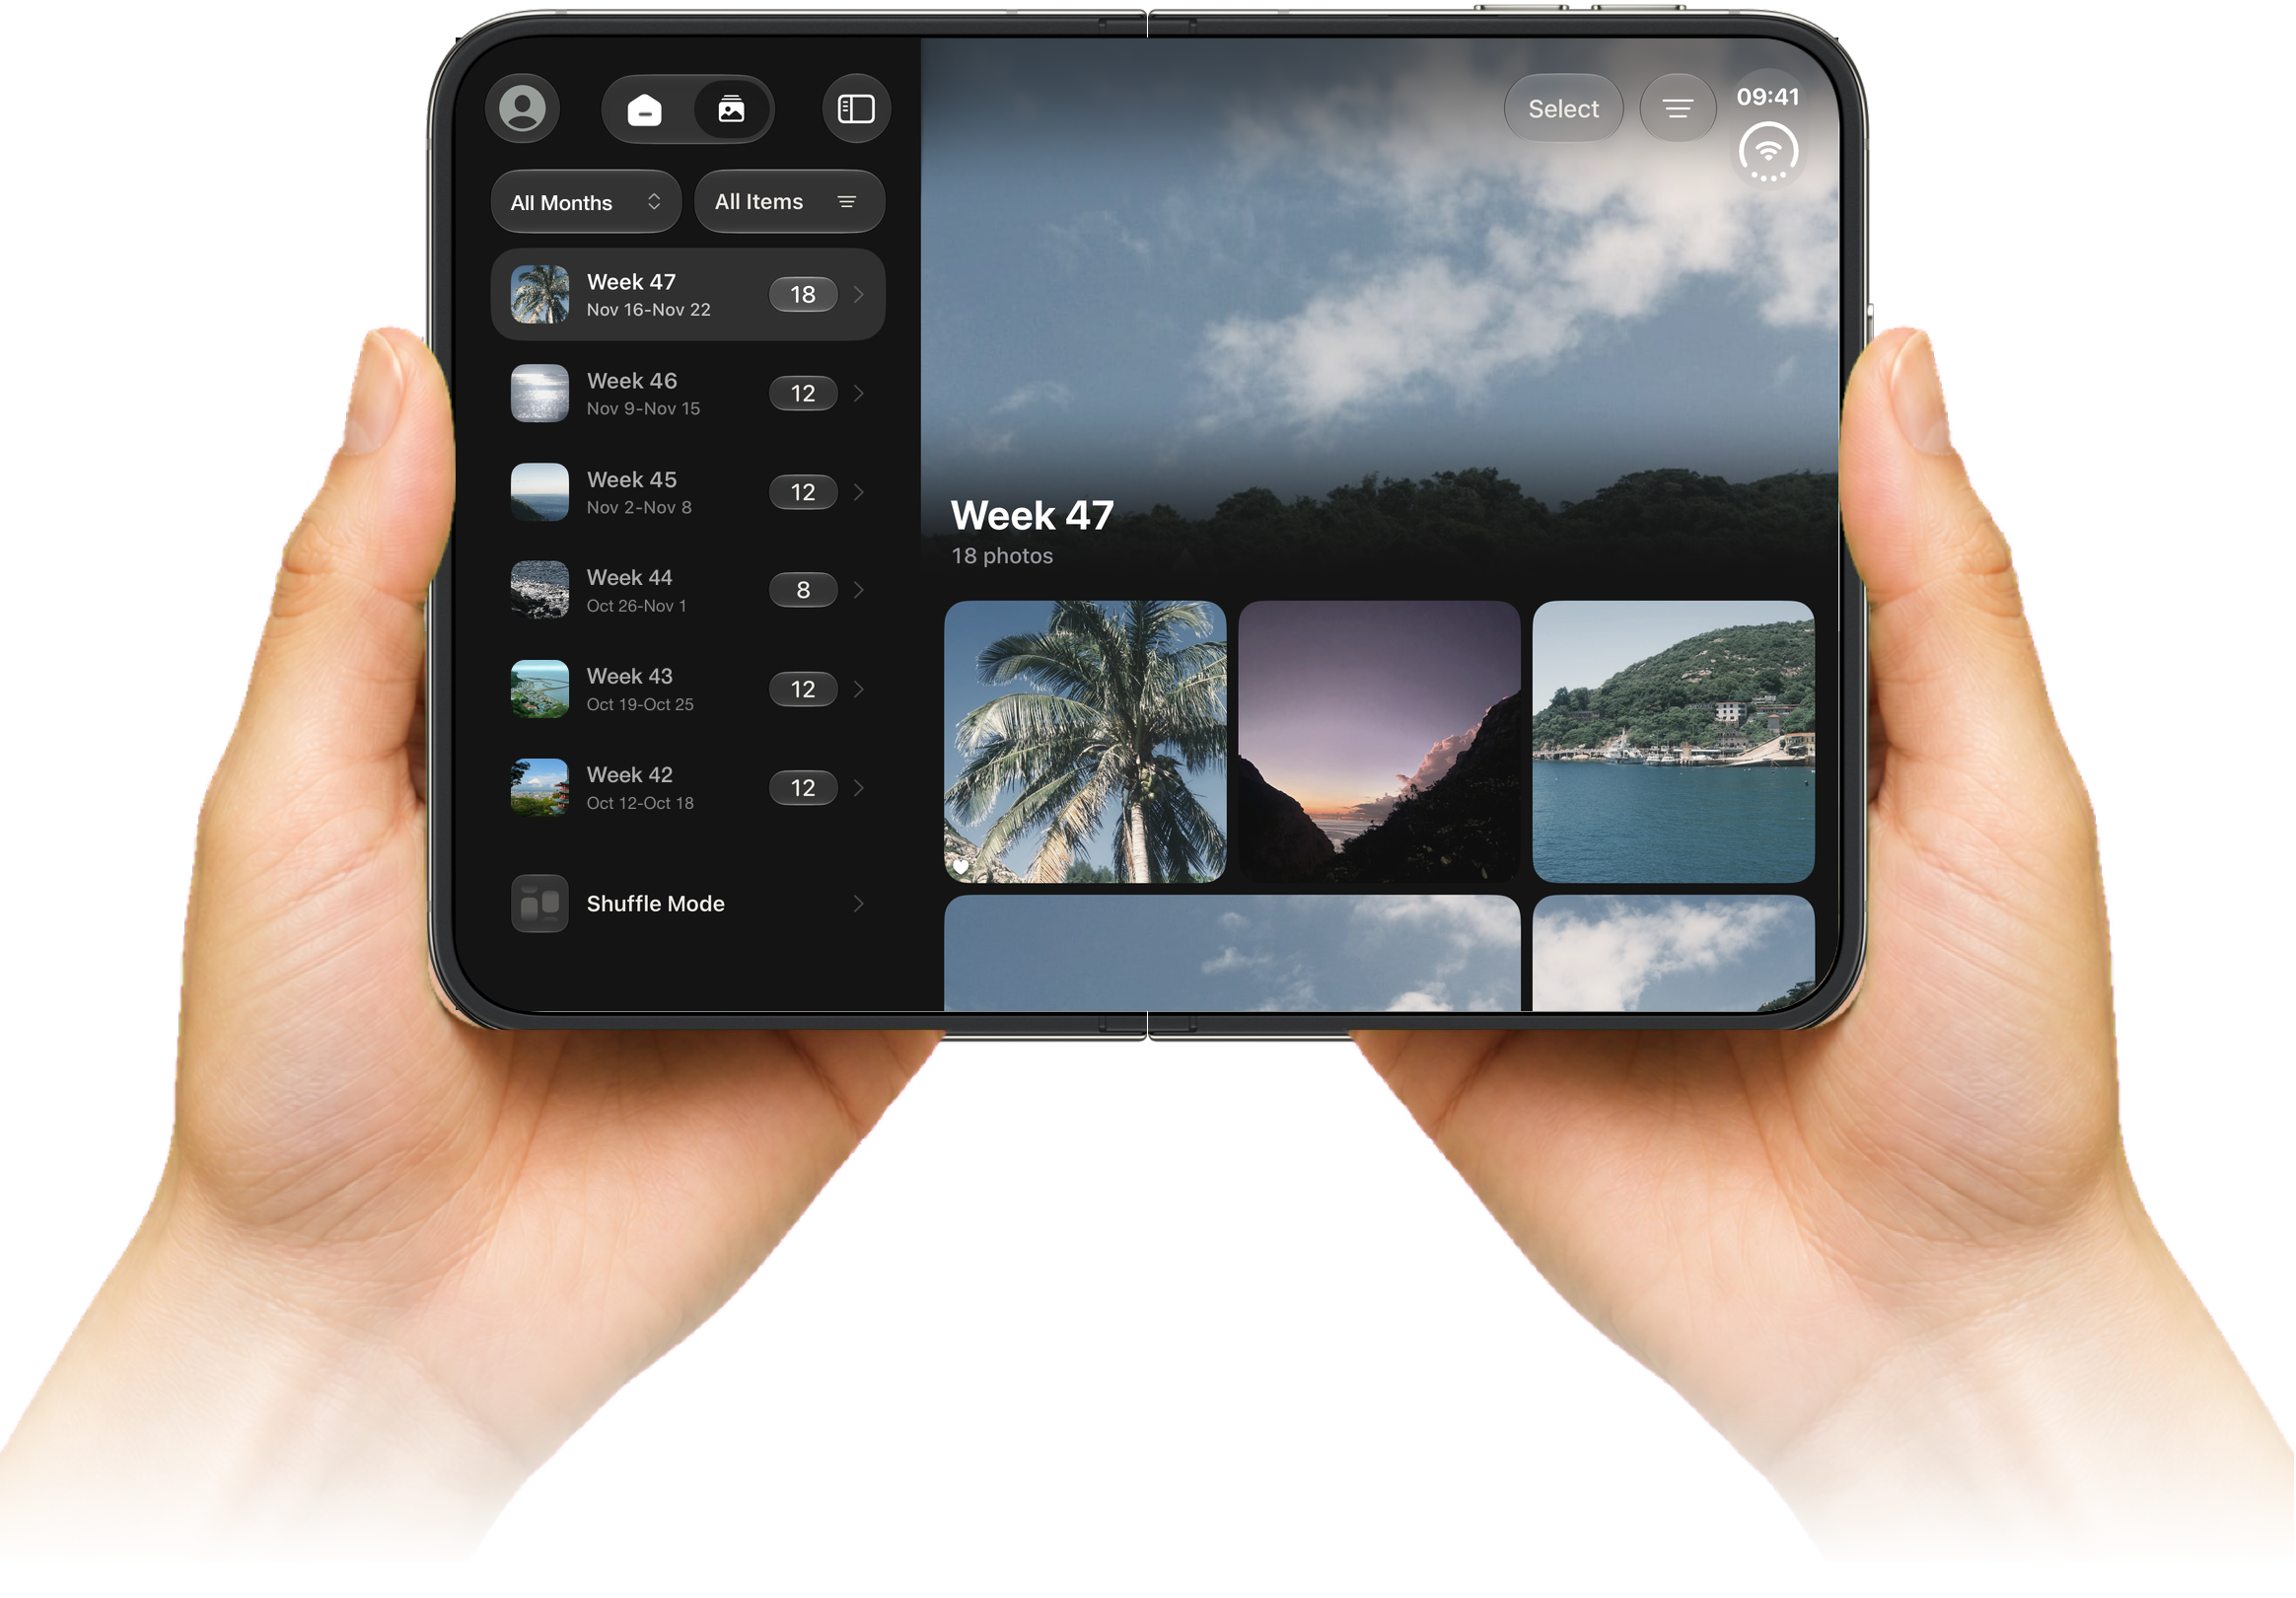 All Months
All Items
Week 47
Nov 16-Nov 22
18
Week 46
Nov 9-Nov 15
12
Week 45
Nov 2-Nov 8
12
Week 44
Oct 26-Nov 1
8
Week 43
Oct 19-Oct 25
12
Week 42
Oct 12-Oct 18
12
Shuffle Mode
Select
09:41
Week 47
18 photos